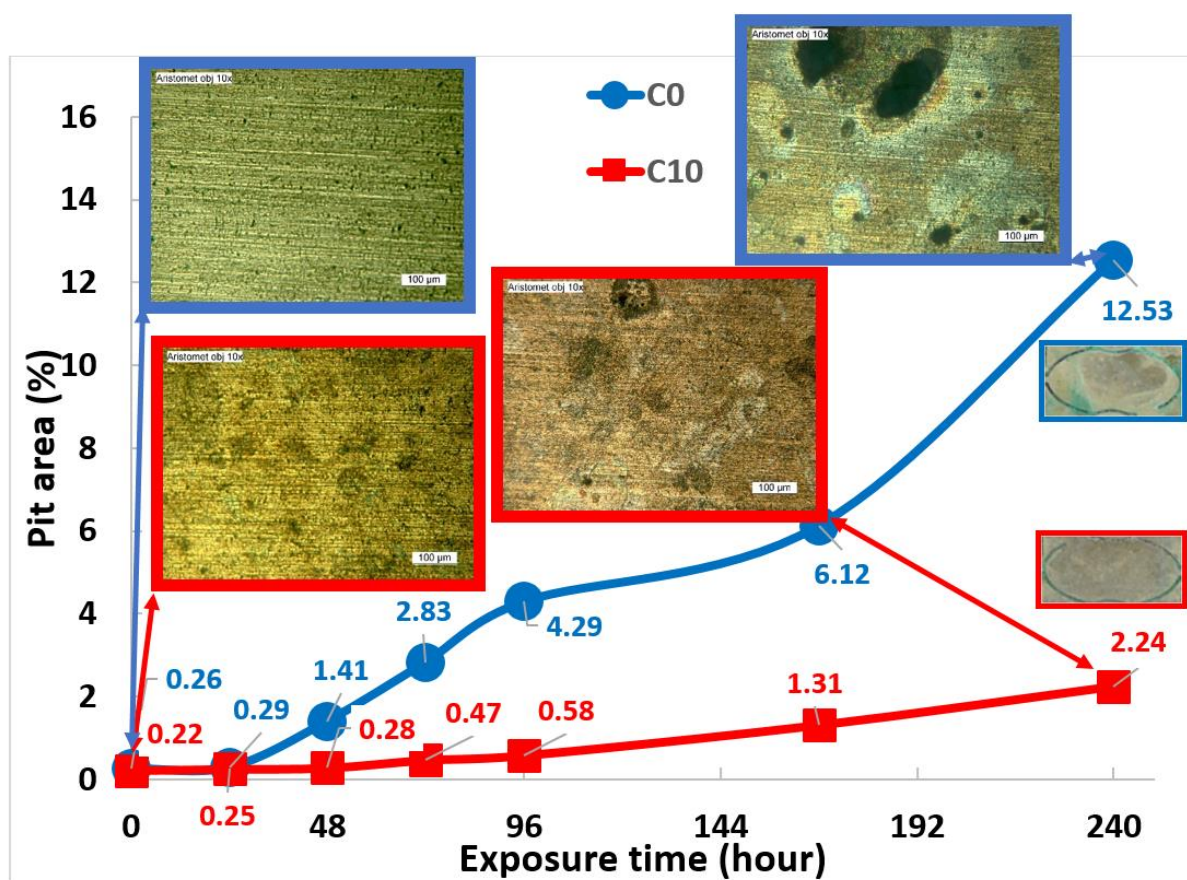 Aristomet obj 10x
100 µm
Aristomet obj 10x
100 µm
C0
C10
Aristomet obj 10x
100 µm
Aristomet obj 10x
100 µm
Pit area (%)
16
14
12
10
8
6
4
2
0
12.53
6.12
4.29
2.83
1.41
0.29
0.26
2.24
1.31
0.58
0.47
0.28
0.25
0.22
0
48
96
144
192
240
Exposure time (hour)